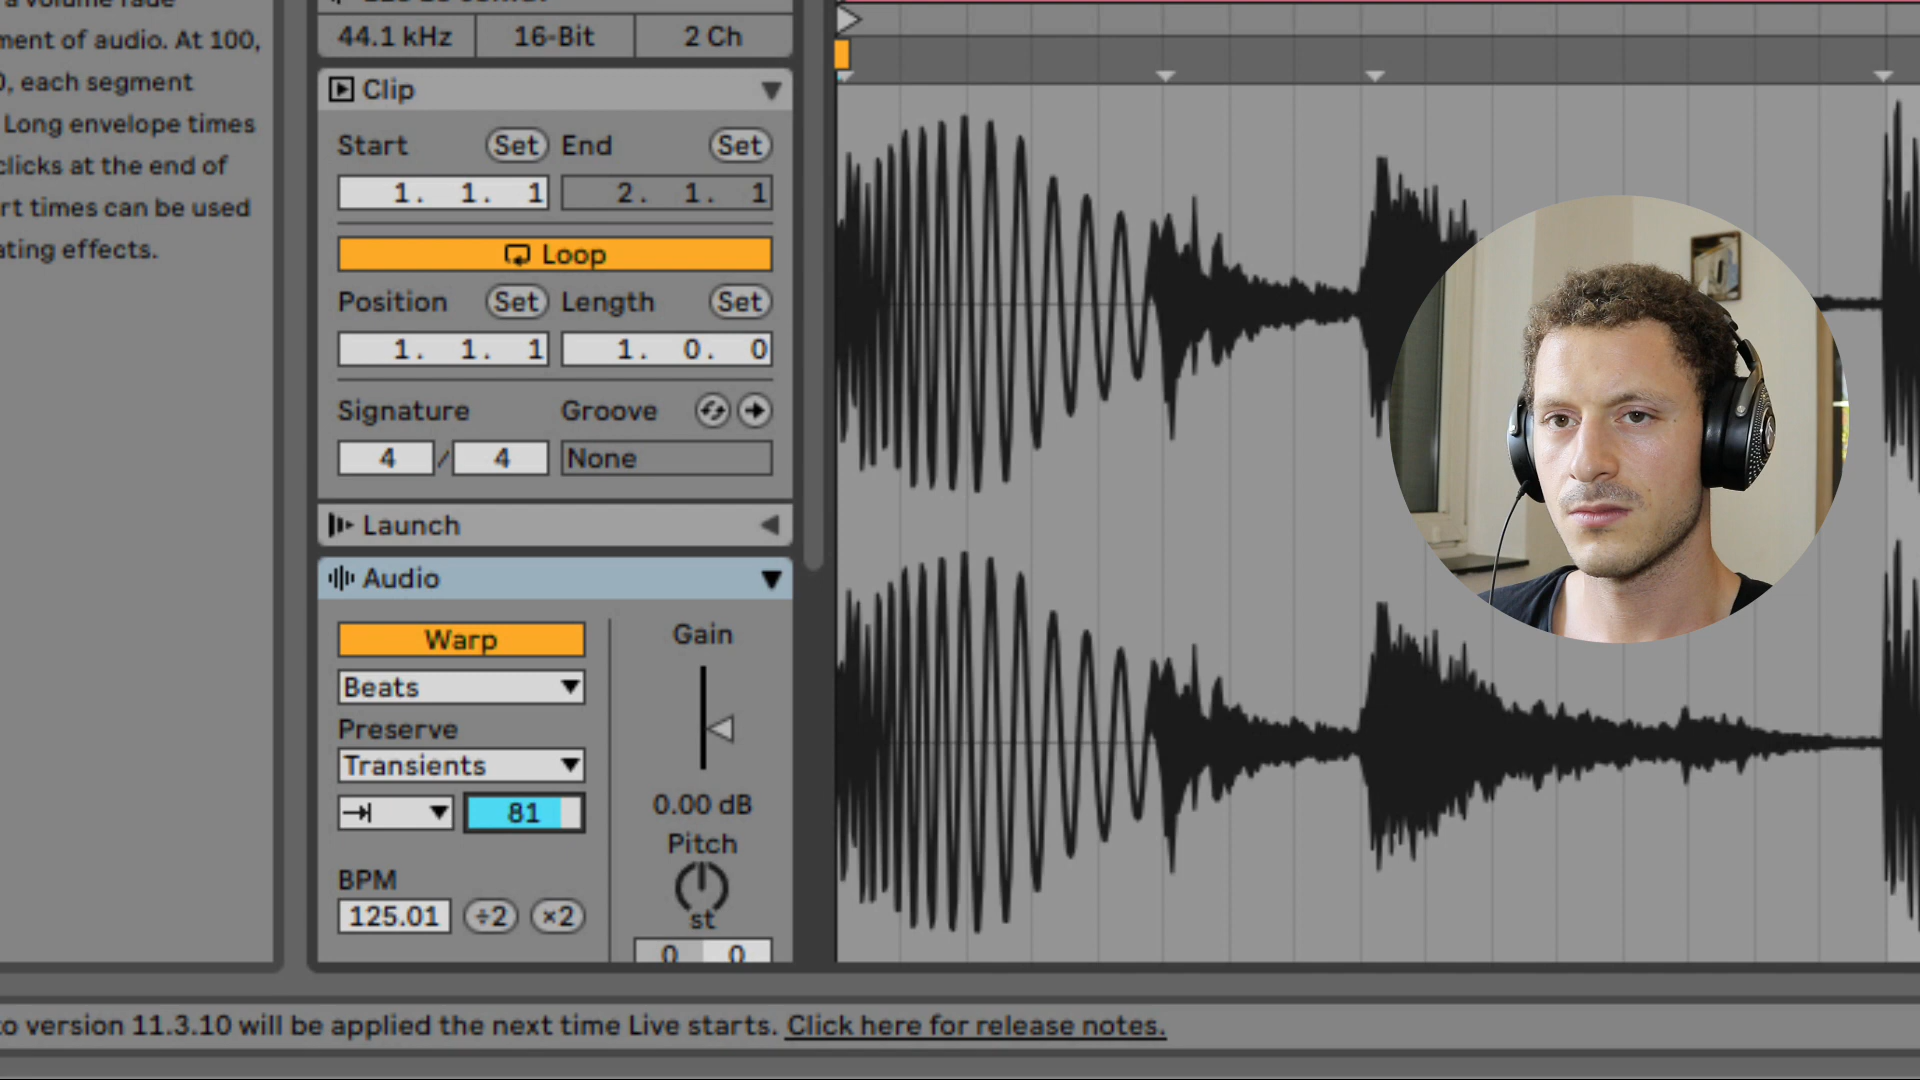 a volume fade
ment of audio. At 100,
, each segment
Long envelope times
clicks at the end of
rt times can be used
ating effects.
44.1 kHz 16-Bit 2 Ch
Clip
Start Set End Set
1. 1. 1 2. 1. 1
Loop
Position Set Length Set
1. 1. 1 1. 0. 0
Signature Groove
4 / 4 None
Launch
Audio
Warp Gain
Beats
Preserve
Transients
81 0.00 dB
Pitch
BPM
125.01 ÷2 ×2 st
0 0
to version 11.3.10 will be applied the next time Live starts. Click here for release notes.